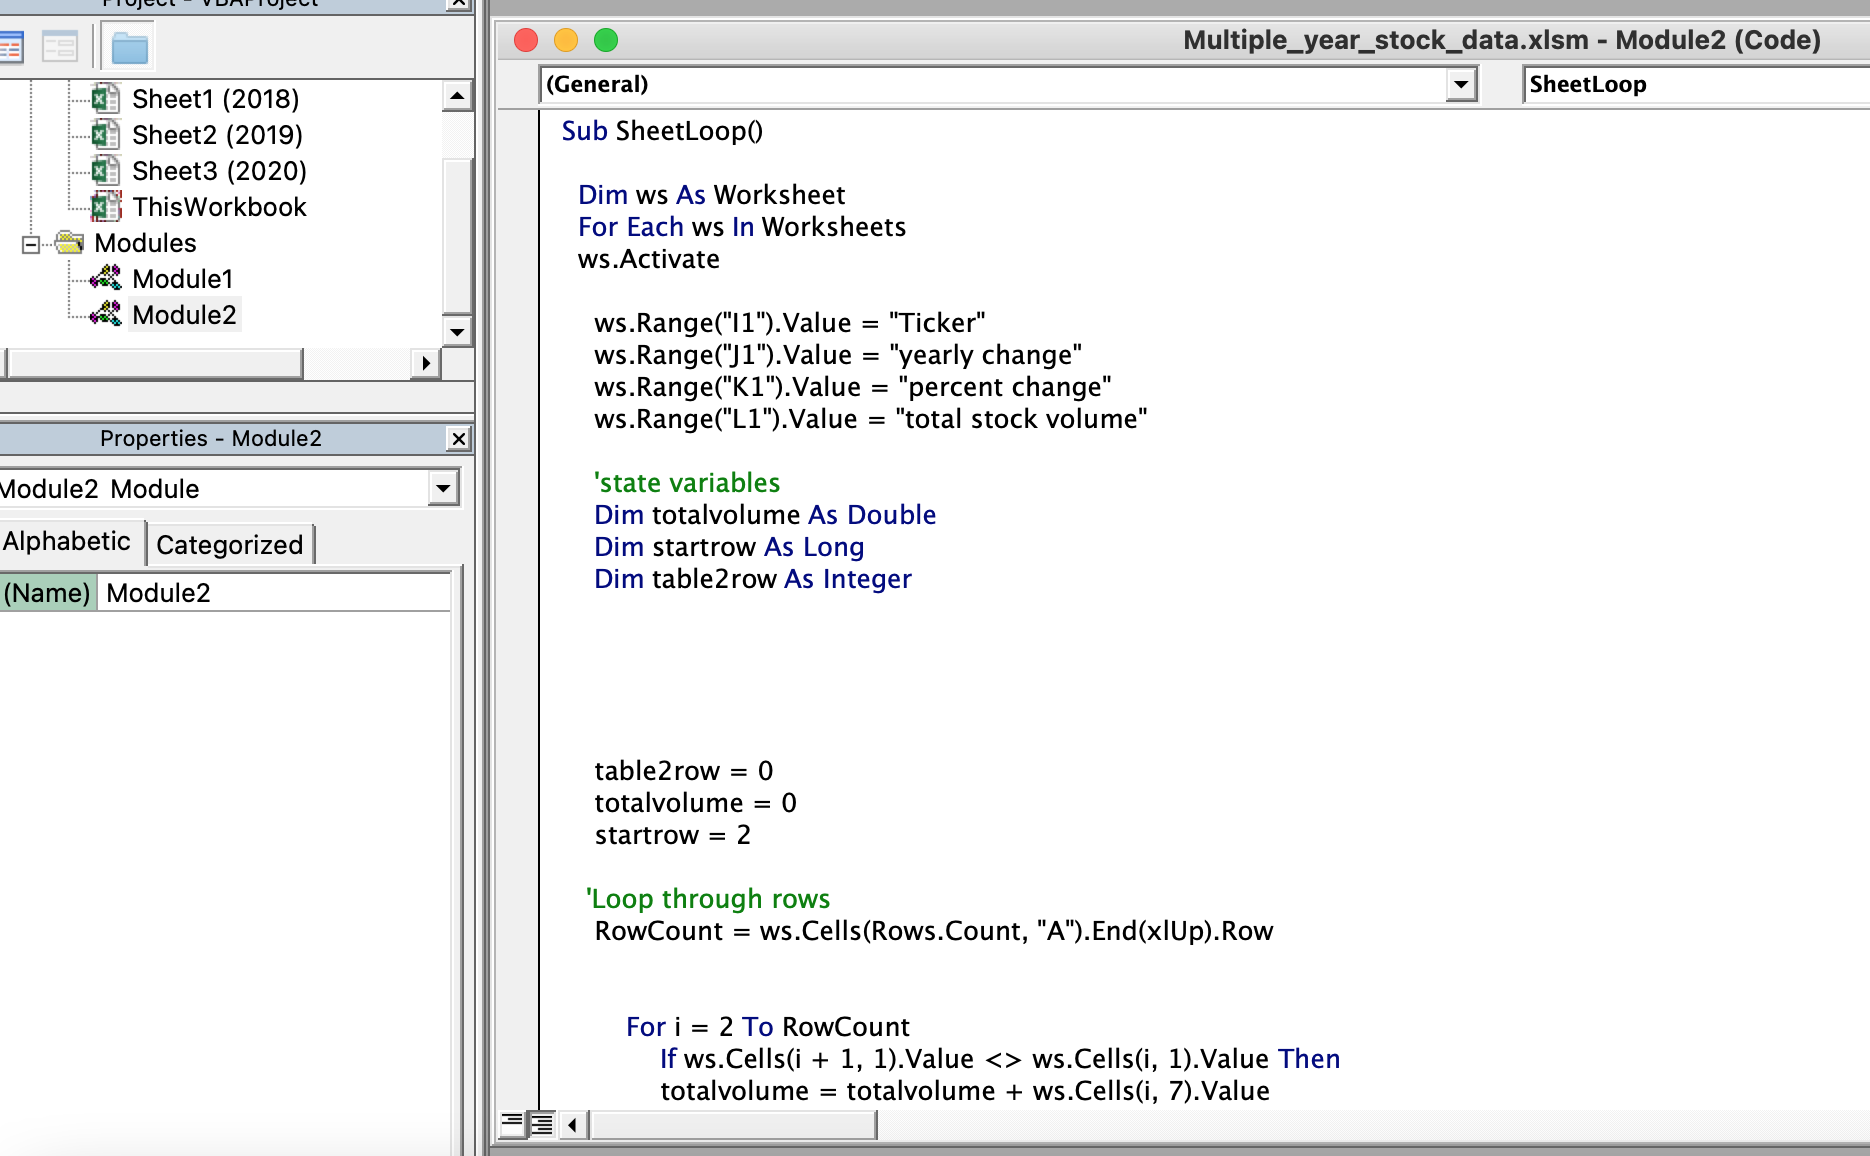 Project - VBAProject
Sheet1 (2018)
Sheet2 (2019)
Sheet3 (2020)
ThisWorkbook
Modules
Module1
Module2
Properties - Module2
Module2 Module
Alphabetic
Categorized
(Name) Module2
Multiple_year_stock_data.xlsm - Module2 (Code)
(General)
SheetLoop
Sub SheetLoop()
Dim ws As Worksheet
For Each ws In Worksheets
ws.Activate
ws.Range("I1").Value = "Ticker"
ws.Range("J1").Value = "yearly change"
ws.Range("K1").Value = "percent change"
ws.Range("L1").Value = "total stock volume"
'state variables
Dim totalvolume As Double
Dim startrow As Long
Dim table2row As Integer
table2row = 0
totalvolume = 0
startrow = 2
'Loop through rows
RowCount = ws.Cells(Rows.Count, "A").End(xlUp).Row
For i = 2 To RowCount
If ws.Cells(i + 1, 1).Value <> ws.Cells(i, 1).Value Then
totalvolume = totalvolume + ws.Cells(i, 7).Value